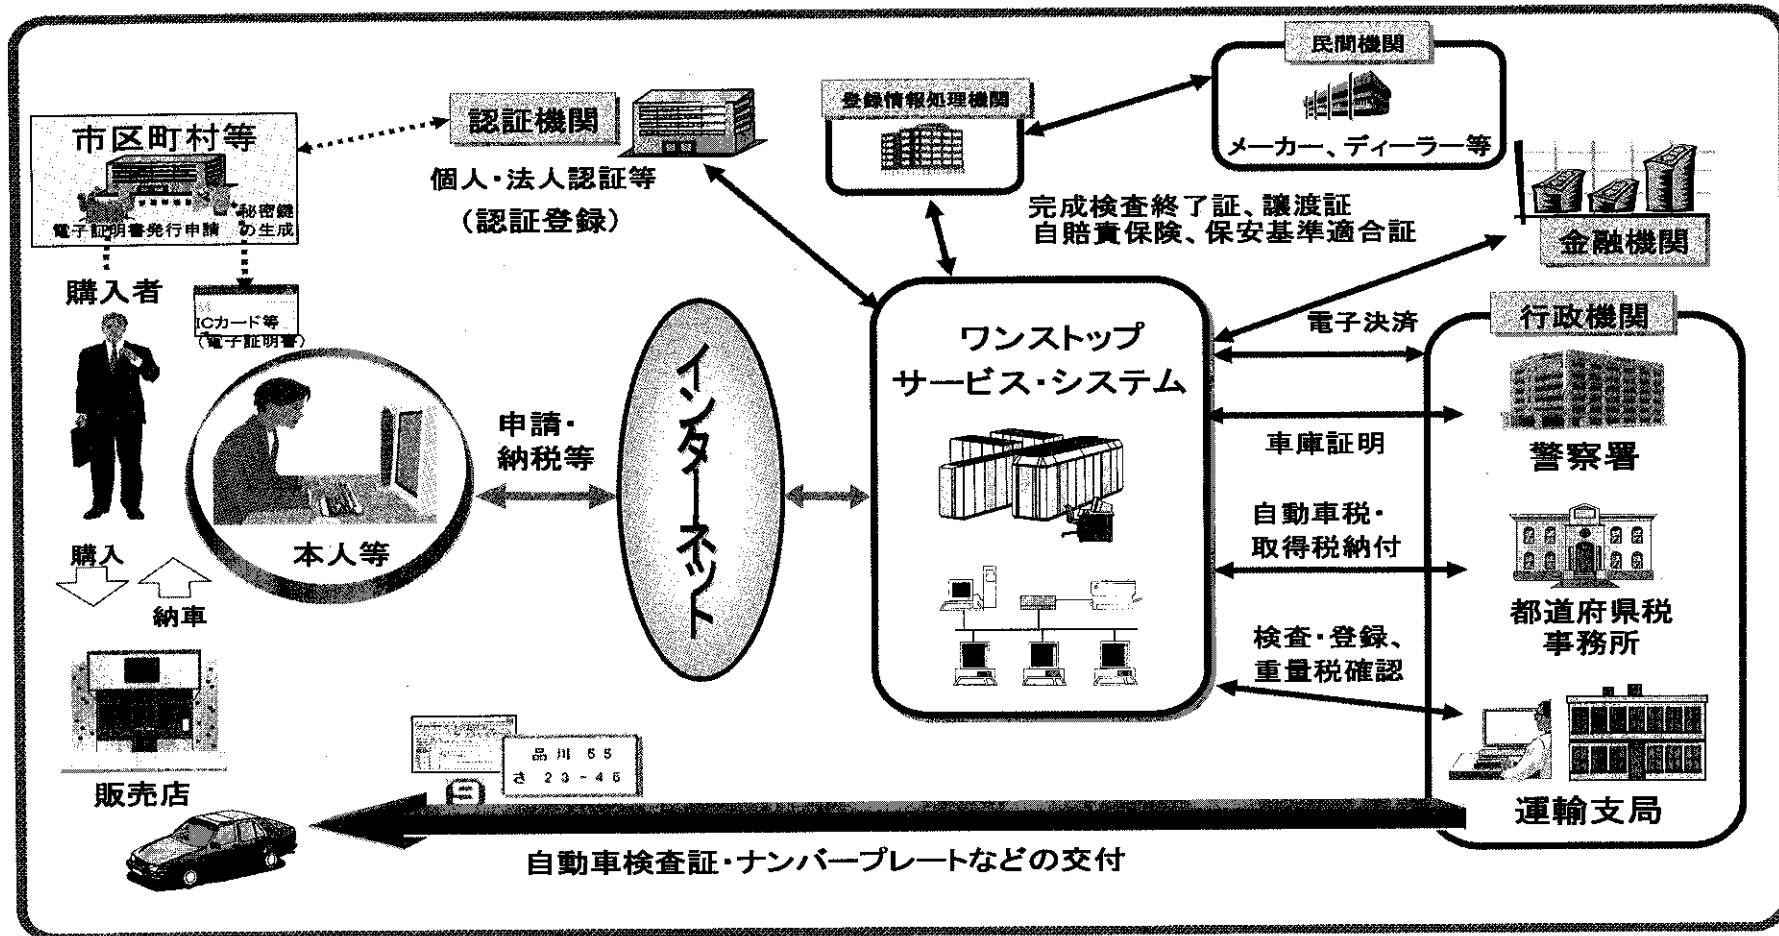 民間機関
メーカー、ディーラー等
登録情報処理機関
認証機関
個人・法人認証等
(認証登録)
市区町村等
電子証明書発行申請
秘密鍵
の生成
購入者
ICカード等
(電子証明書)
完成検査終了証、譲渡証
自賠責保険、保安基準適合証
金融機関
電子決済
行政機関
ワンストップ
サービス・システム
インターネット
申請・
納税等
本人等
購入
納車
販売店
車庫証明
警察署
自動車税・
取得税納付
都道府県税
事務所
検査・登録、
重量税確認
運輸支局
品川 55
さ 23-46
自動車検査証・ナンバープレートなどの交付